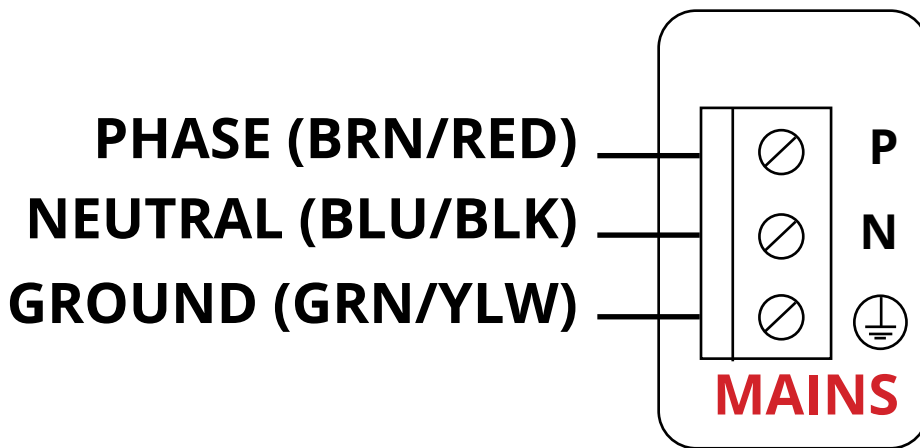 PHASE (BRN/RED) P
NEUTRAL (BLU/BLK) N
GROUND (GRN/YLW)
MAINS